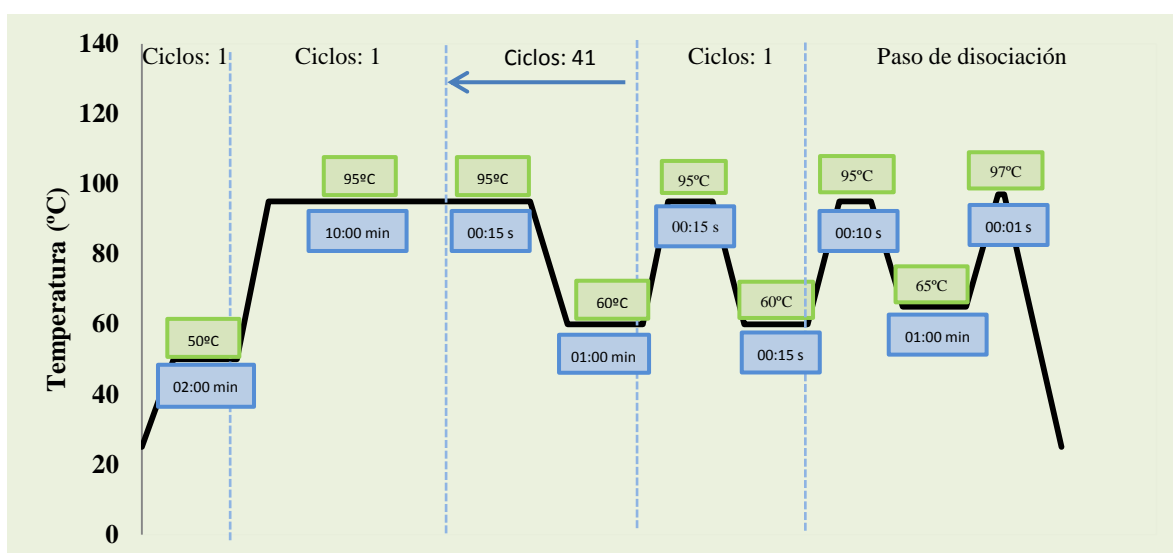 Ciclos: 1
Ciclos: 1
Ciclos: 41
Ciclos: 1
Paso de disociación
Temperatura (ºC)
140
120
100
80
60
40
20
0
50ºC
02:00 min
95ºC
10:00 min
95ºC
00:15 s
60ºC
01:00 min
95ºC
00:15 s
60ºC
00:15 s
95ºC
00:10 s
65ºC
01:00 min
97ºC
00:01 s